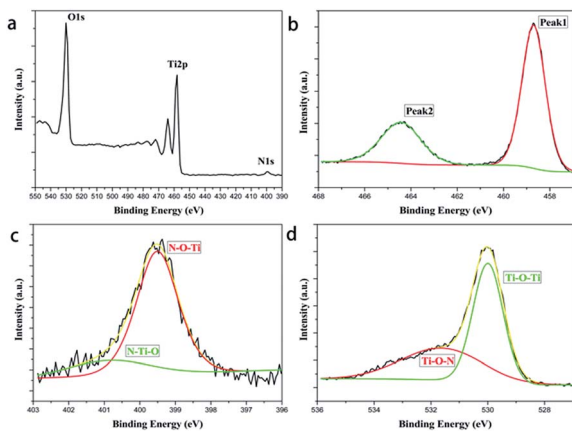 a
O1s
Ti2p
N1s
Intensity (a.u.)
550 540 530 520 510 500 490 480 470 460 450 440 430 420 410 400 390
Binding Energy (eV)
b
Peak1
Peak2
Intensity (a.u.)
468 466 464 462 460 458
Binding Energy (eV)
c
N-O-Ti
N-Ti-O
Intensity (a.u.)
403 402 401 400 399 398 397 396
Binding Energy (eV)
d
Ti-O-Ti
Ti-O-N
Intensity (a.u.)
536 534 532 530 528
Binding Energy (eV)